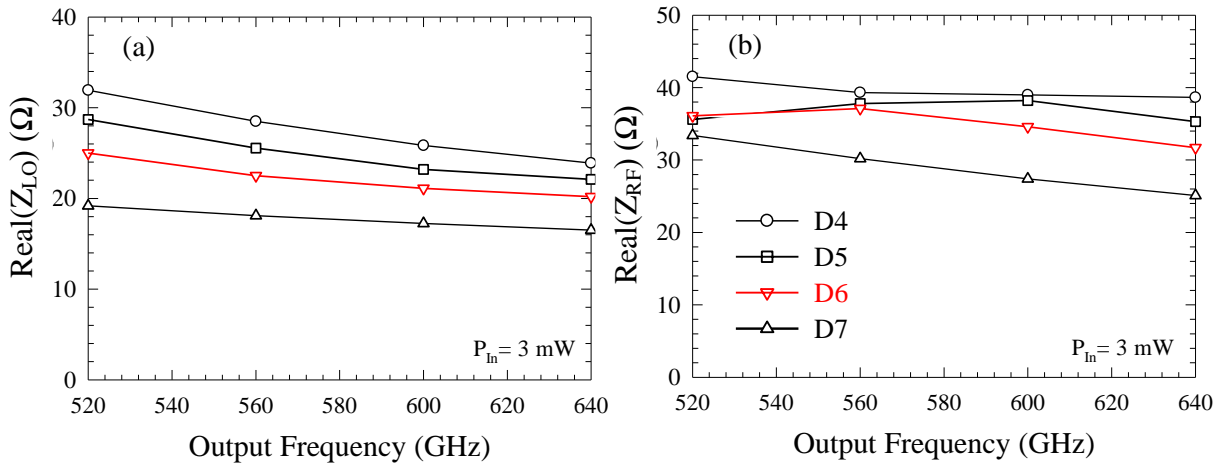 (a)
40
30
20
10
0
Real(Z_LO) (Ω)
520 540 560 580 600 620 640
Output Frequency (GHz)
P_In= 3 mW
(b)
50
40
30
20
10
0
Real(Z_RF) (Ω)
D4
D5
D6
D7
P_In= 3 mW
520 540 560 580 600 620 640
Output Frequency (GHz)